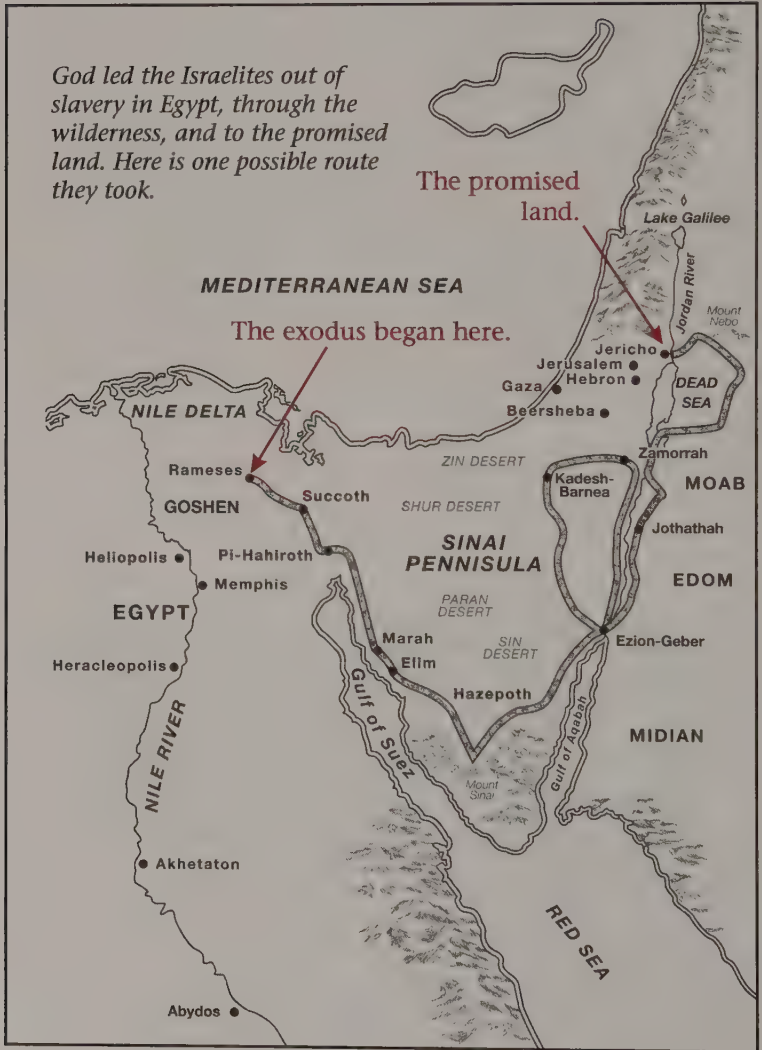 God led the Israelites out of
slavery in Egypt, through the
wilderness, and to the promised
land. Here is one possible route
they took.
The promised
land.
Lake Galilee
MEDITERRANEAN SEA
Jordan River
Mount
Nebo
The exodus began here.
Jericho
Jerusalem
Hebron
Gaza
DEAD
SEA
Beersheba
NILE DELTA
ZIN DESERT
Zamorrah
Rameses
Kadesh-
Barnea
MOAB
GOSHEN
Succoth
SHUR DESERT
Jothathah
SINAI
PENNISULA
Heliopolis
Pi-Hahiroth
EDOM
Memphis
PARAN
DESERT
EGYPT
Marah
SIN
DESERT
Ezion-Geber
Elim
Heracleopolis
Hazepoth
Gulf of Suez
Gulf of Aqabah
MIDIAN
NILE RIVER
Mount
Sinai
Akhetaton
RED SEA
Abydos